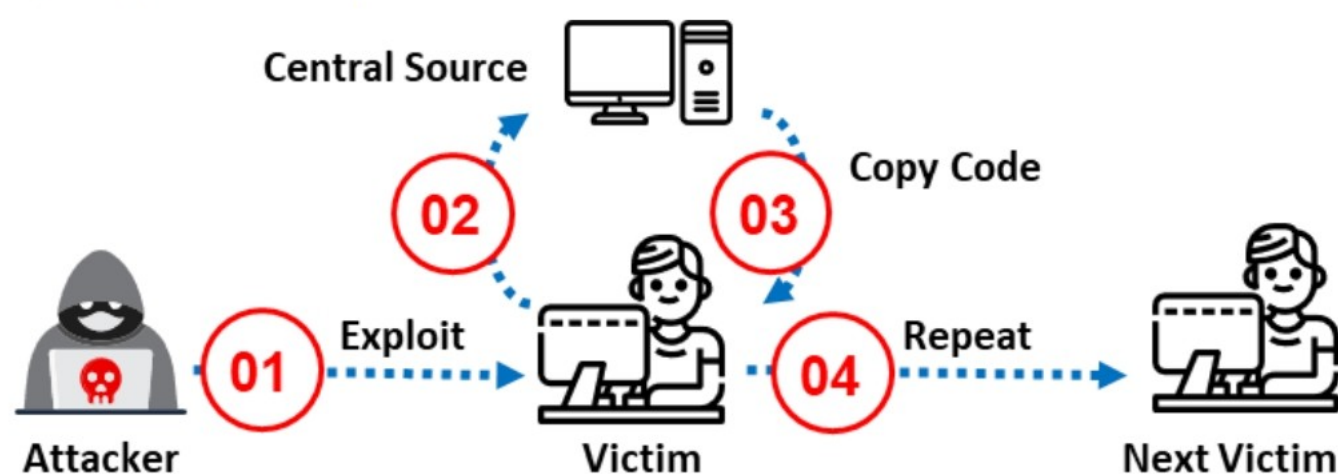 Central Source
Copy Code
02
03
01
Exploit
04
Repeat
Attacker
Victim
Next Victim